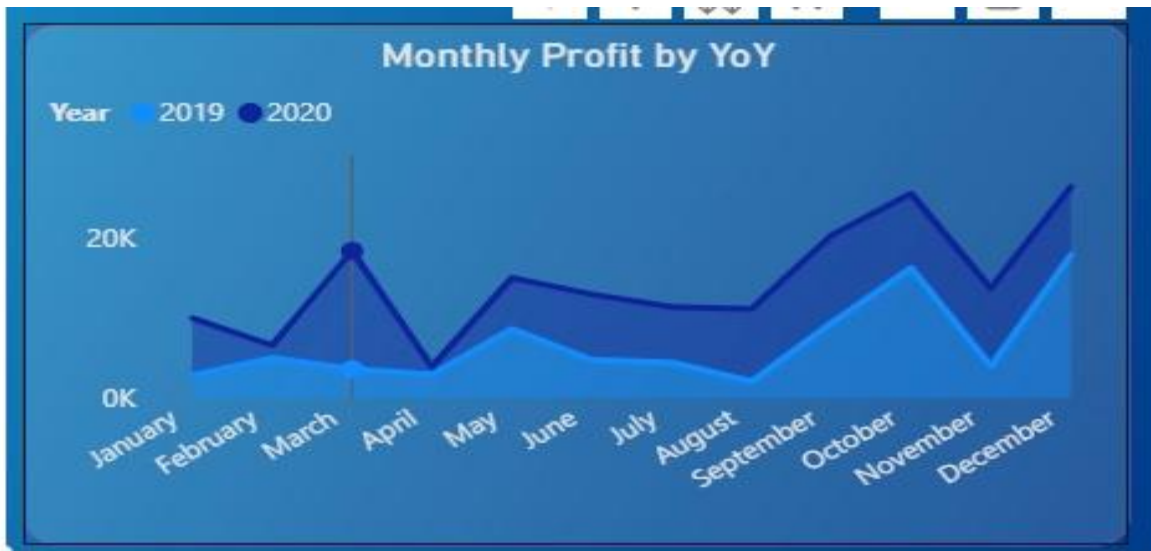 Monthly Profit by YoY
Year 2019 2020
20K
0K
January February March April May June July August September October November December